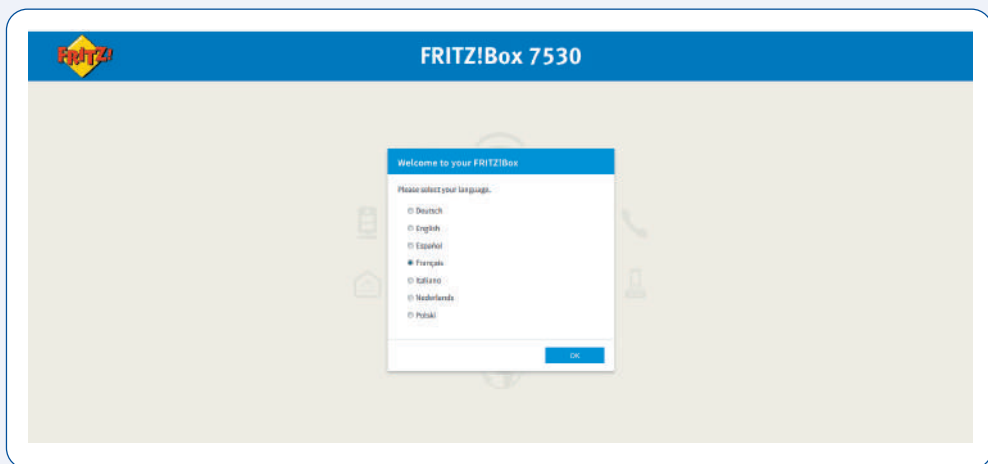 FRITZ!
FRITZ!Box 7530
Welcome to your FRITZ!Box
Please select your language.
Deutsch
English
Español
Français
Italiano
Nederlands
Polski
OK